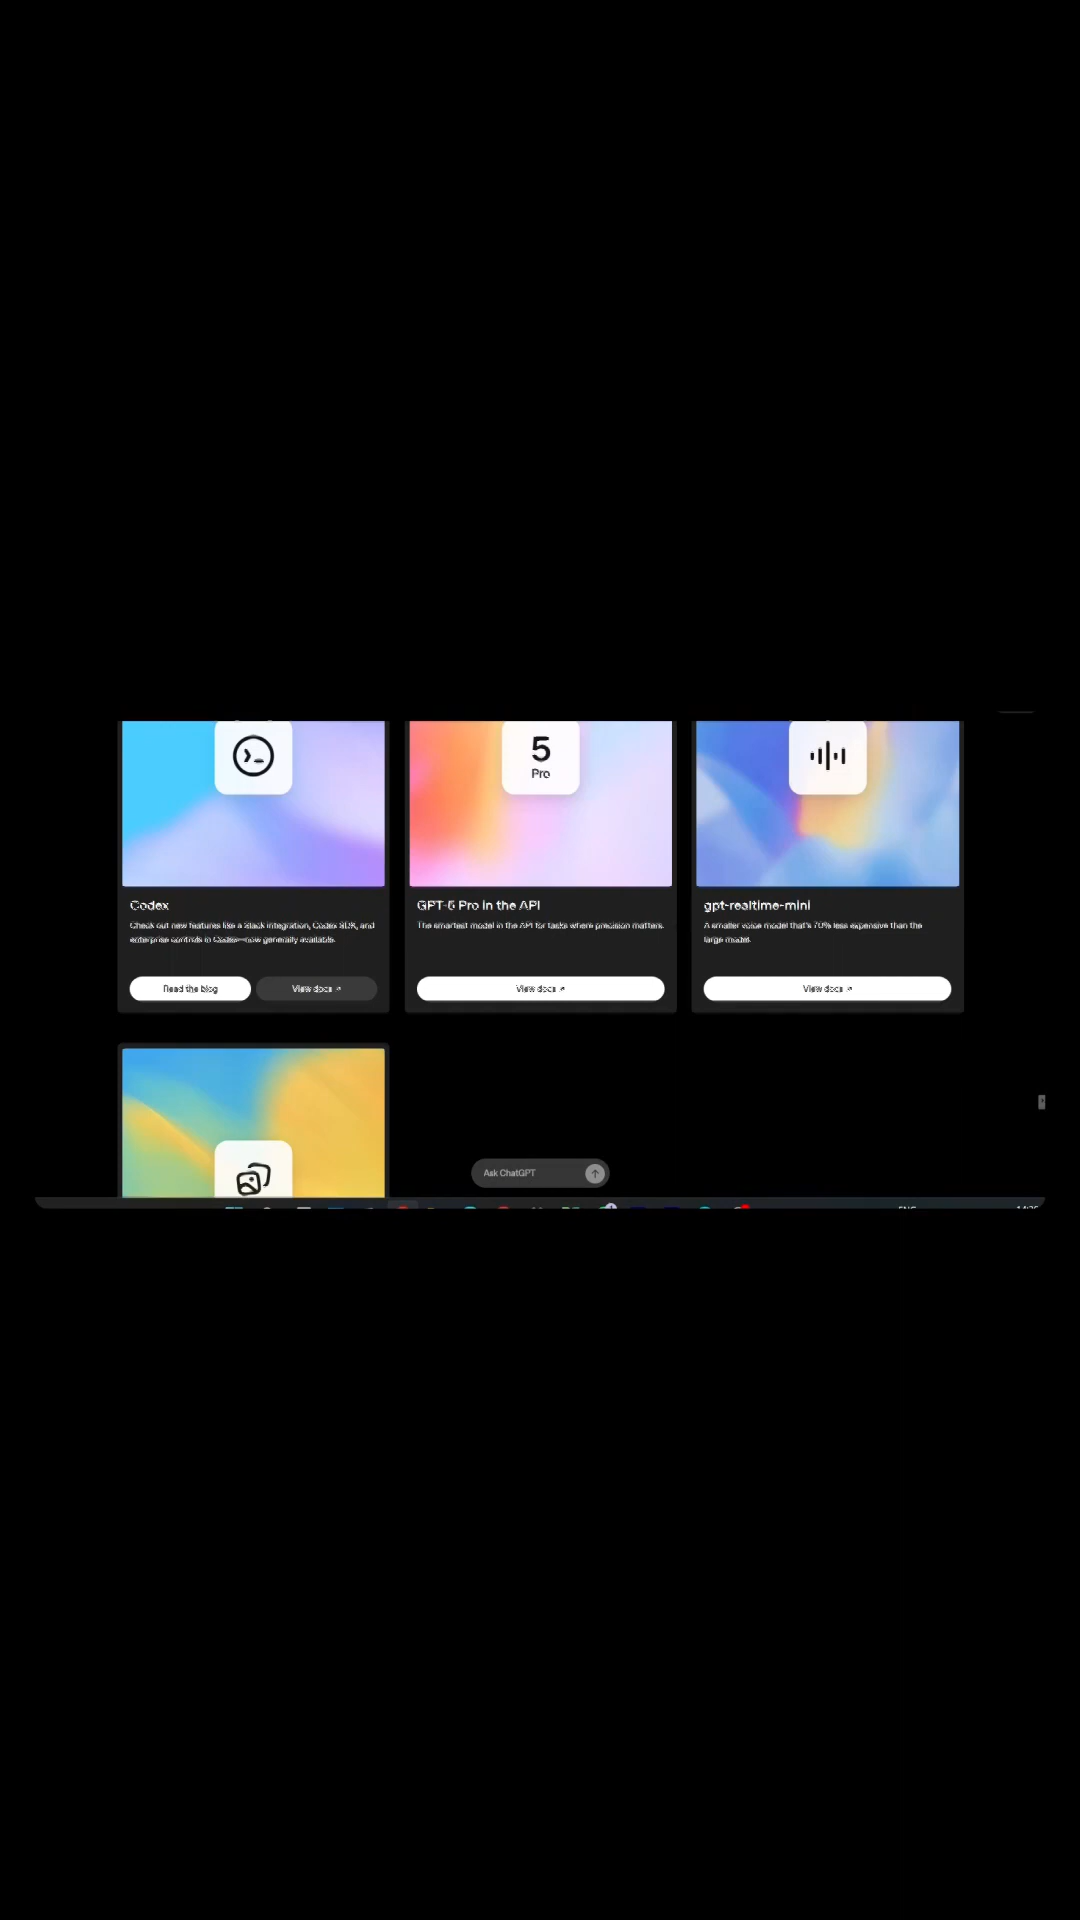 5
Pro
Codex
Check out new features like a Slack integration, Codex SDK, and
enterprise controls in Codex—now generally available.
Read the blog
View docs ↗
GPT-5 Pro in the API
The smartest model in the API for tasks where precision matters.
View docs ↗
gpt-realtime-mini
A smaller voice model that's 70% less expensive than the
large model.
View docs ↗
Ask ChatGPT